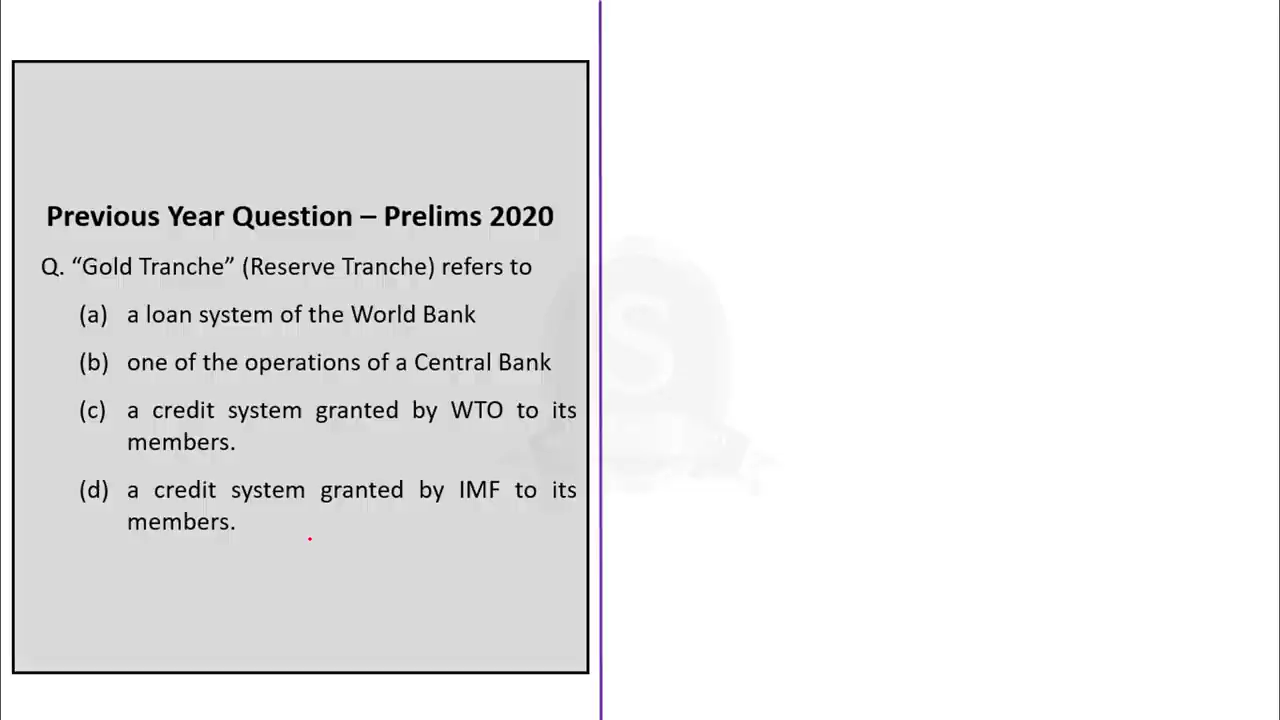 Previous Year Question – Prelims 2020
Q. “Gold Tranche” (Reserve Tranche) refers to
(a) a loan system of the World Bank
(b) one of the operations of a Central Bank
(c) a credit system granted by WTO to its
members.
(d) a credit system granted by IMF to its
members.
S